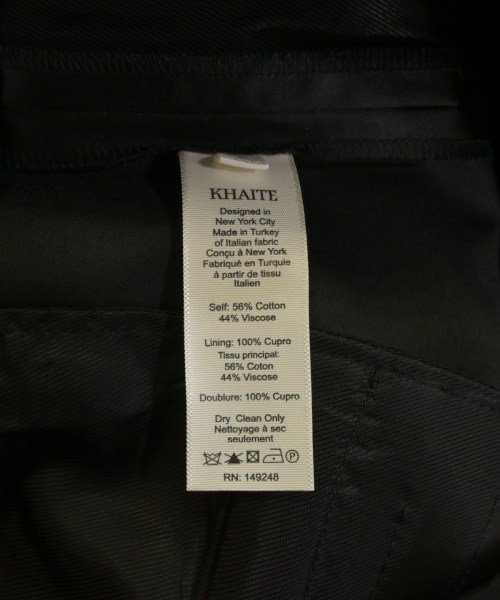 KHAITE
Designed in
New York City
Made in Turkey
of Italian fabric
Conçu à New York
Fabriqué en Turquie
à partir de tissu
Italien
Self: 56% Cotton
44% Viscose
Lining: 100% Cupro
Tissu principal:
56% Coton
44% Viscose
Doublure: 100% Cupro
Dry Clean Only
Nettoyage à sec
seulement
P
RN: 149248